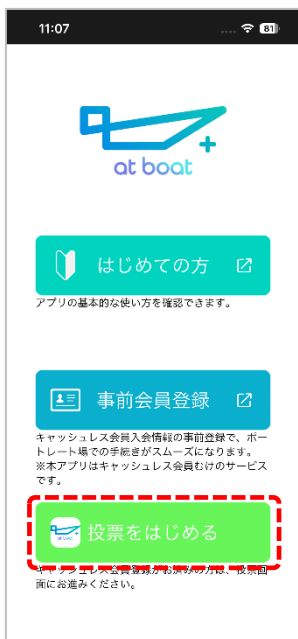 11:07
81
at boat
はじめての方
アプリの基本的な使い方を確認できます。
事前会員登録
キャッシュレス会員入会情報の事前登録で、ボー
トレート場での手続きがスムーズになります。
※本アプリはキャッシュレス会員むけのサービス
です。
at boat
投票をはじめる
キャッシュレス会員登録がお済みの方は、投票画
面にお進みください。